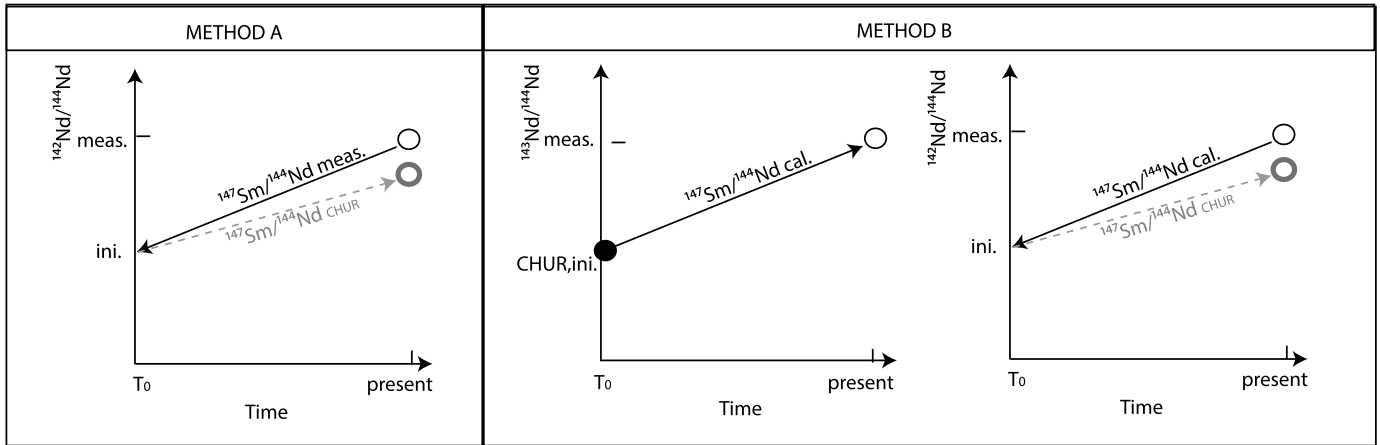 METHOD A
METHOD B
¹⁴²Nd/¹⁴⁴Nd
meas.
ini.
¹⁴⁷Sm/¹⁴⁴Nd meas.
¹⁴⁷Sm/¹⁴⁴Nd CHUR
T₀
present
Time
¹⁴³Nd/¹⁴⁴Nd
meas.
CHUR,ini.
¹⁴⁷Sm/¹⁴⁴Nd cal.
T₀
present
Time
¹⁴²Nd/¹⁴⁴Nd
meas.
ini.
¹⁴⁷Sm/¹⁴⁴Nd cal.
¹⁴⁷Sm/¹⁴⁴Nd CHUR
T₀
present
Time